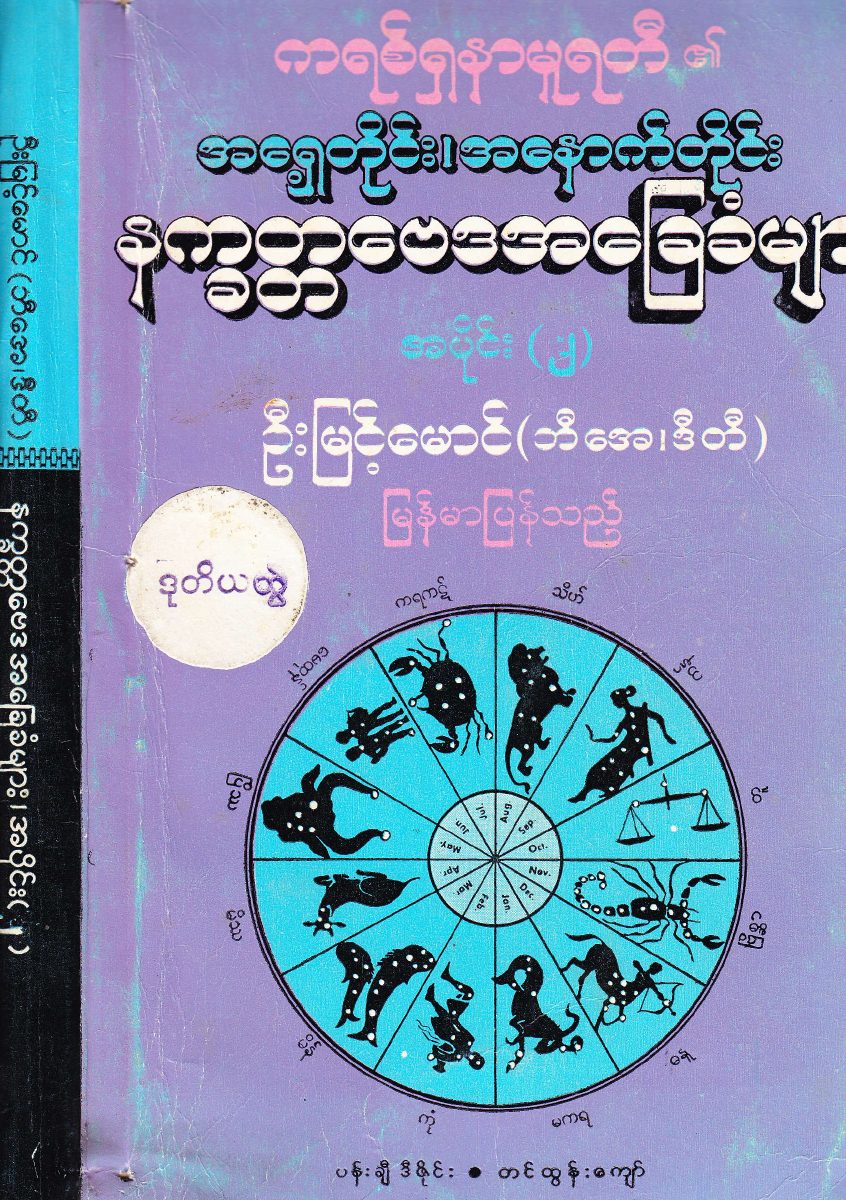 ကရစ်ရှနာမူရတီ ၏
အရှေ့တိုင်း၊အနောက်တိုင်း
နက္ခတ္တဗေဒအခြေခံများ
အပိုင်း (၂)
ဦးမြင့်မောင်(ဘီအေ၊ဒီတီ)
မြန်မာပြန်သည်
ဒုတိယတွဲ
ကရကဋ်
သိဟ်
ကန်
တူ
ဗြိစ္ဆာ
ဓနု
မကရ
ကုံ
မိန်
မေထုန်
Jan
Feb
Mar
Apr
May.
Jun
Jul.
Aug.
Sep.
Oct.
Nov.
Dec
ပန်းချီ ဒီဇိုင်း • တင်ထွန်းကျော်
ဦးမြင့်မောင် (ဘီအေ၊ဒီတီ)
နက္ခတ္တဗေဒအခြေခံများ၊အပိုင်း(၂)